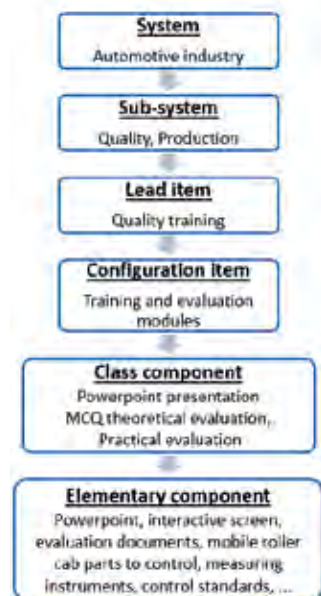 System
Automotive industry
Sub-system
Quality, Production
Lead item
Quality training
Configuration item
Training and evaluation
modules
Class component
Powerpoint presentation
MCQ theoretical evaluation,
Practical evaluation
Elementary component
Powerpoint, interactive screen,
evaluation documents, mobile roller
cab parts to control, measuring
instruments, control standards, ...